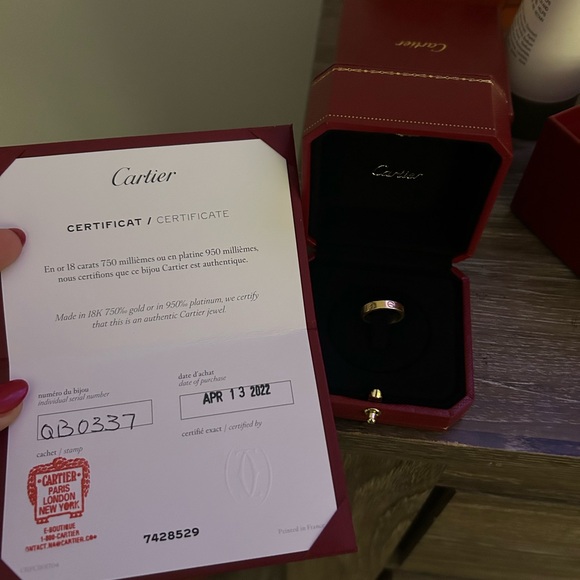 Cartier
Cartier
Cartier
CERTIFICAT / CERTIFICATE
En or 18 carats 750 millièmes ou en platine 950 millièmes,
nous certifions que ce bijou Cartier est authentique.
Made in 18K 750‰ gold or in 950‰ platinum, we certify
that this is an authentic Cartier jewel
numéro du bijou
individual serial number
QB0337
date d'achat
date of purchase
APR 13 2022
cachet / stamp
certifié exact / certified by
CARTIER
PARIS
LONDON
NEW YORK
E-BOUTIQUE
1-800-CARTIER
7428529
Printed in France